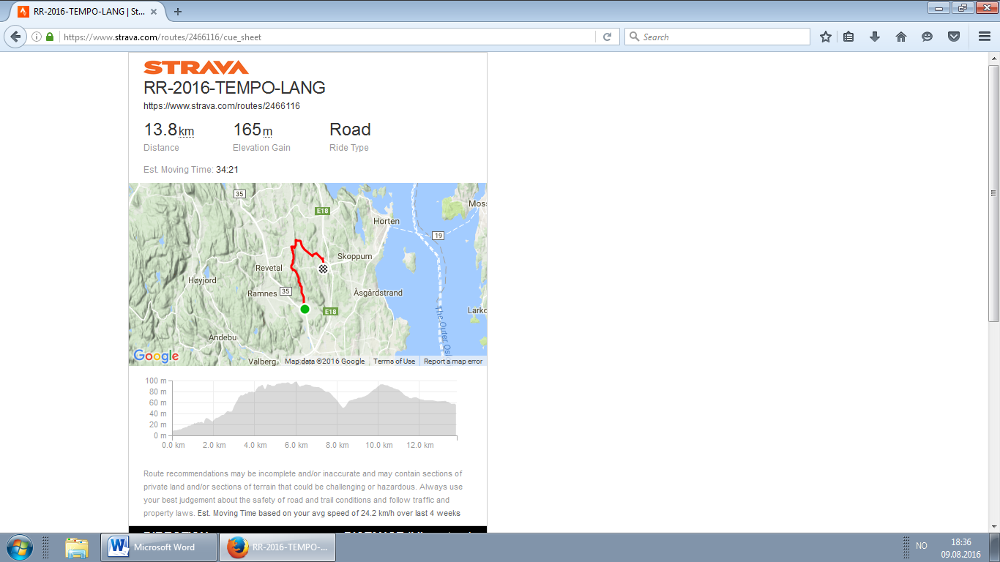 RR-2016-TEMPO-LANG | St...
https://www.strava.com/routes/2466116/cue_sheet
Search
STRAVA
RR-2016-TEMPO-LANG
https://www.strava.com/routes/2466116
13.8km 165m Road
Distance Elevation Gain Ride Type
Est. Moving Time: 34:21
35
Moss
E18
Horten
19
Skoppum
Revetal
Høyjord
Ramnes 35
Åsgårdstrand
E18
Larko
The Outer Osl
Andebu
Google
Valberg
Map data ©2016 Google Terms of Use Report a map error
100 m
80 m
60 m
40 m
20 m
0 m
0.0 km 2.0 km 4.0 km 6.0 km 8.0 km 10.0 km 12.0 km
Route recommendations may be incomplete and/or inaccurate and may contain sections of
private land and/or sections of terrain that could be challenging or hazardous. Always use
your best judgement about the safety of road and trail conditions and follow traffic and
property laws. Est. Moving Time based on your avg speed of 24.2 km/h over last 4 weeks
Microsoft Word
RR-2016-TEMPO-...
NO
18:36
09.08.2016